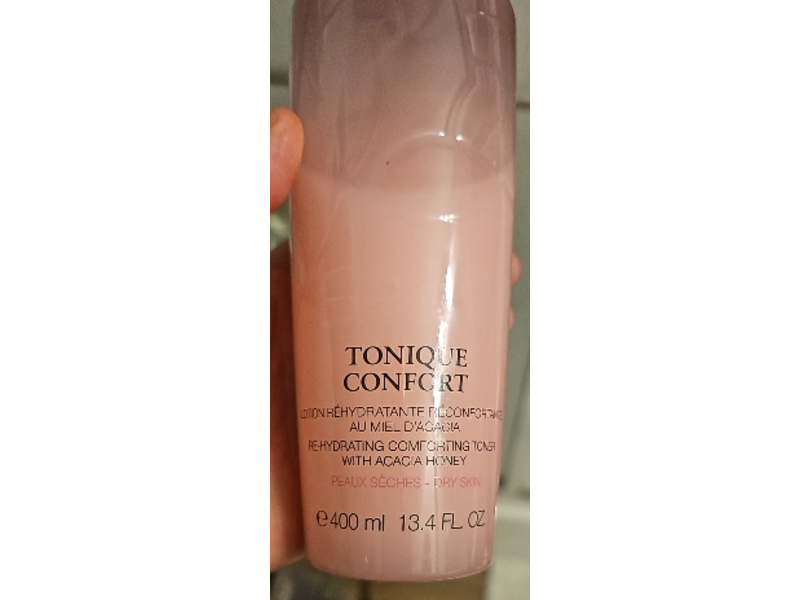 TONIQUE
CONFORT
LOTION RÉHYDRATANTE RÉCONFORTANTE
AU MIEL D'ACACIA
RE-HYDRATING COMFORTING TONER
WITH ACACIA HONEY
PEAUX SÈCHES - DRY SKIN
℮400 ml 13.4 FL. OZ